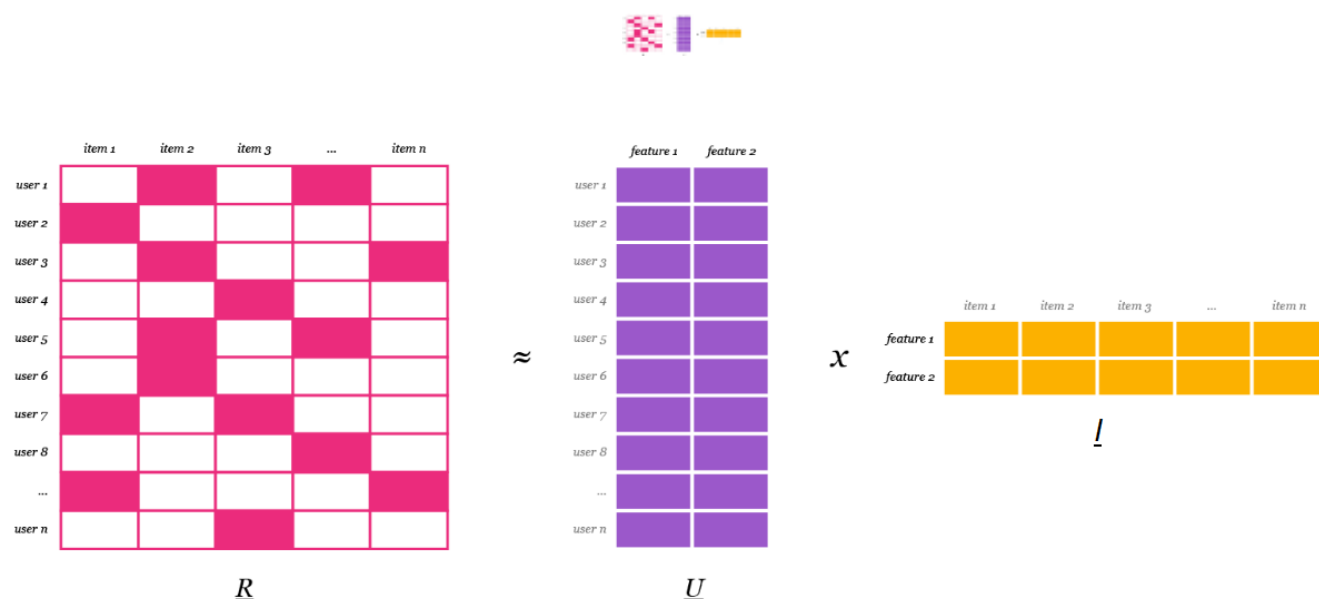 item 1 item 2 item 3 ... item n
feature 1 feature 2
user 1 user 1
user 2 user 2
user 3 user 3
user 4 user 4
item 1 item 2 item 3 ... item n
user 5 user 5
feature 1
≈ x
user 6 user 6
feature 2
user 7 user 7
I
user 8 user 8
... ...
user n user n
R U